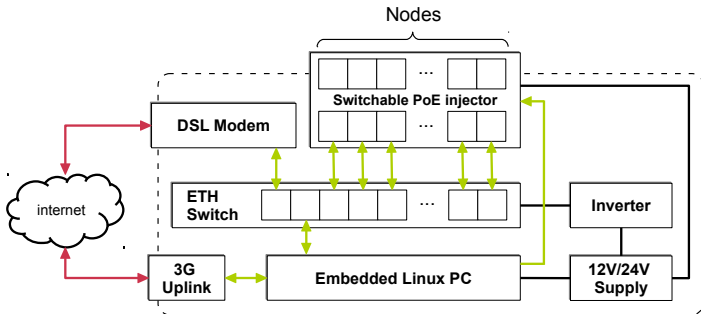 Nodes
...
Switchable PoE injector
...
DSL Modem
ETH
Switch
...
Inverter
internet
3G
Uplink
Embedded Linux PC
12V/24V
Supply